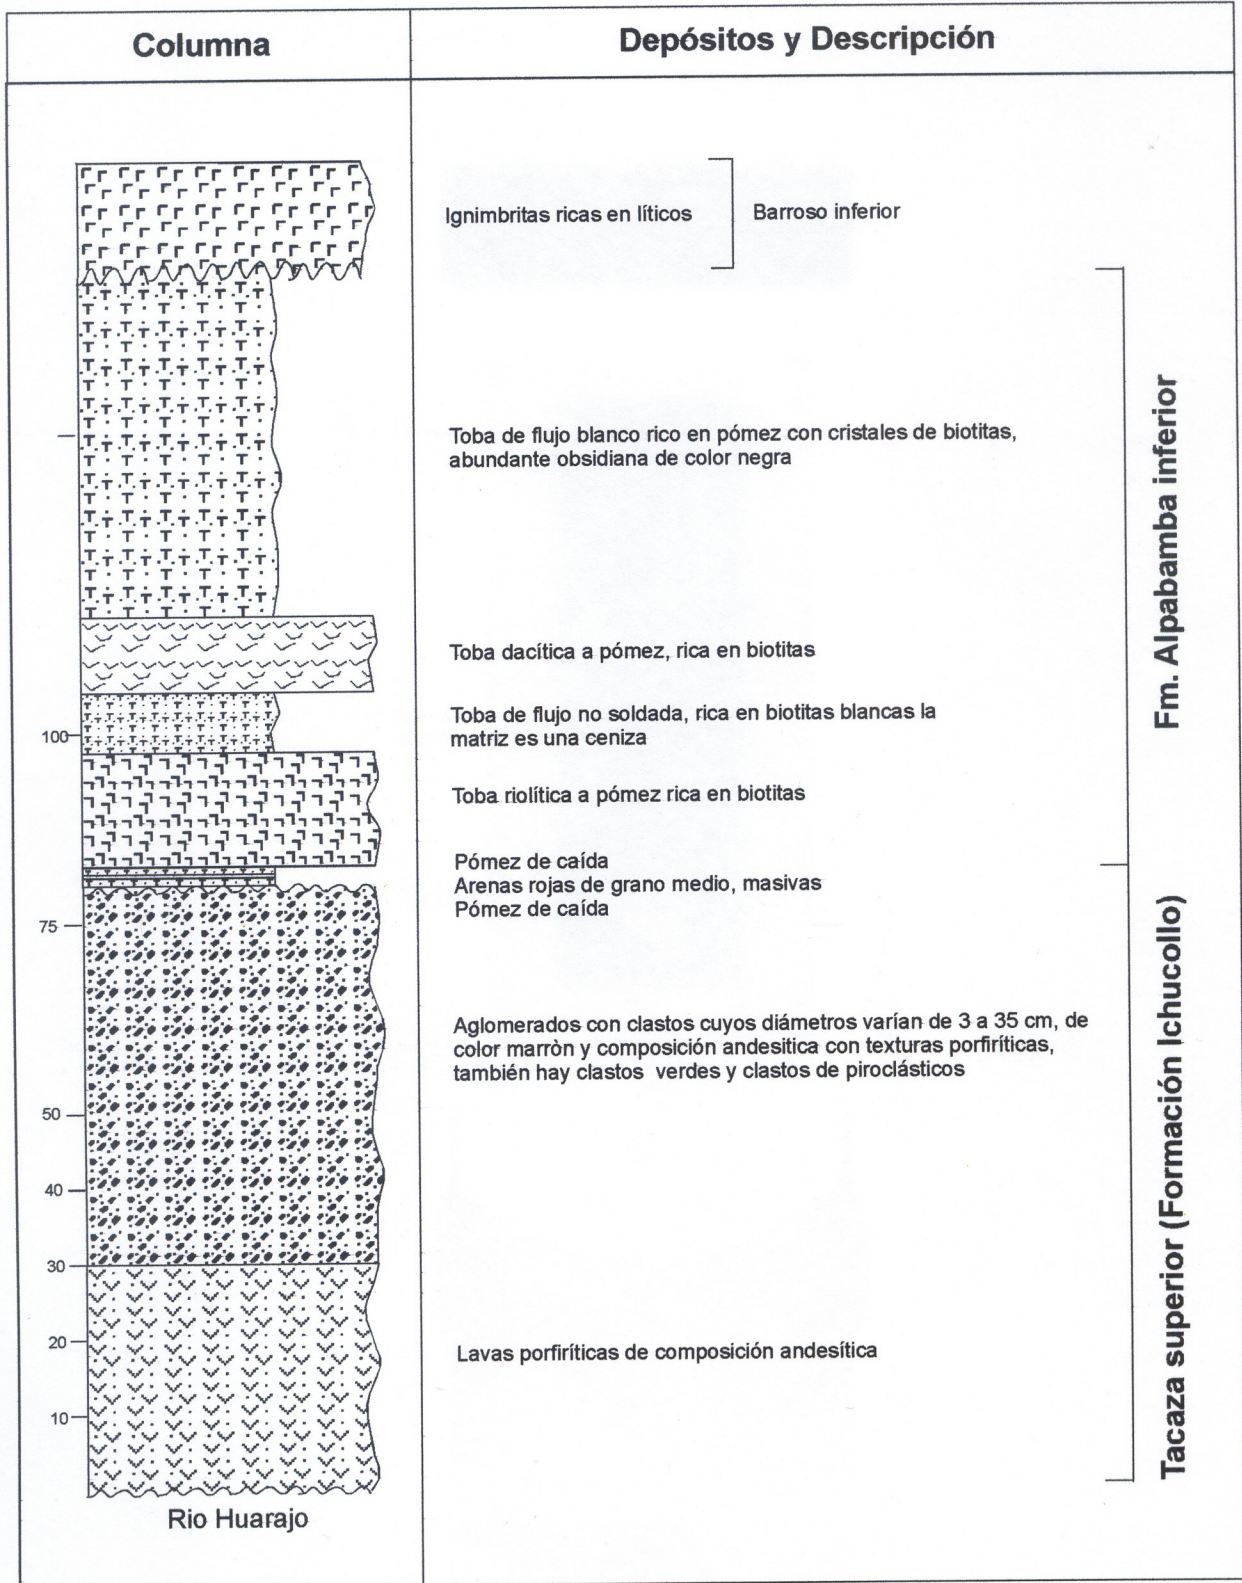 Columna
Depósitos y Descripción
Ignimbritas ricas en líticos
Barroso inferior
Toba de flujo blanco rico en pómez con cristales de biotitas,
abundante obsidiana de color negra
Fm. Alpabamba inferior
Toba dacítica a pómez, rica en biotitas
Toba de flujo no soldada, rica en biotitas blancas la
matriz es una ceniza
100
Toba riolítica a pómez rica en biotitas
Pómez de caída
Arenas rojas de grano medio, masivas
Pómez de caída
75
Aglomerados con clastos cuyos diámetros varían de 3 a 35 cm, de
color marròn y composición andesitica con texturas porfiríticas,
también hay clastos verdes y clastos de piroclásticos
Tacaza superior (Formación Ichucollo)
50
40
30
20
Lavas porfiríticas de composición andesítica
10
Rio Huarajo